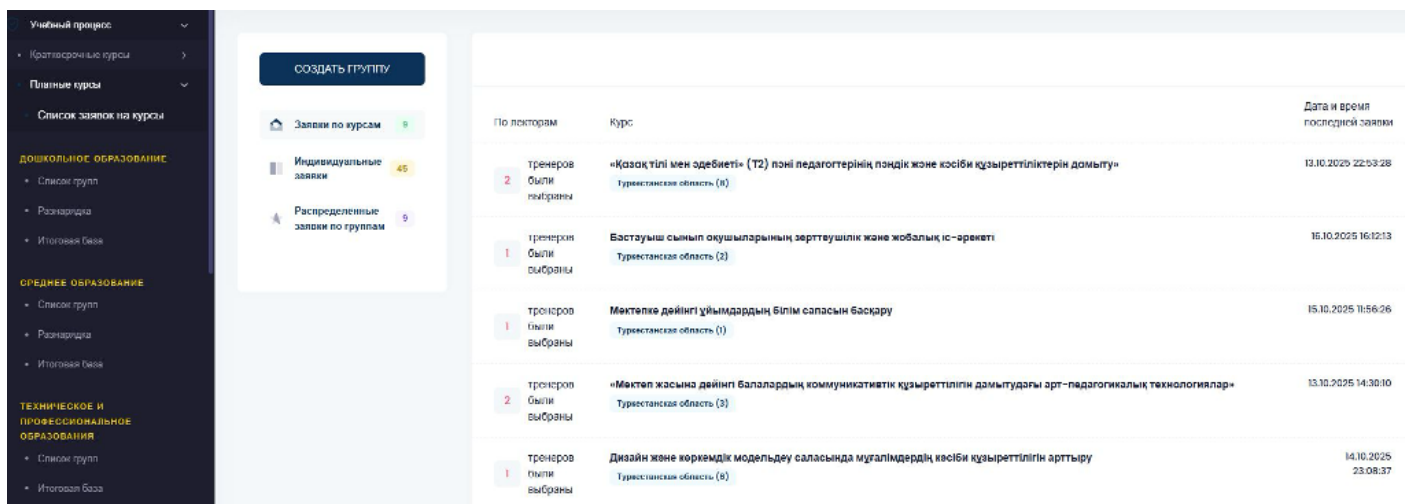 Учебный процесс
Краткосрочные курсы
Платные курсы
Список заявок на курсы
ДОШКОЛЬНОЕ ОБРАЗОВАНИЕ
Список групп
Разнарядка
Итоговая база
СРЕДНЕЕ ОБРАЗОВАНИЕ
Список групп
Разнарядка
Итоговая база
ТЕХНИЧЕСКОЕ И
ПРОФЕССИОНАЛЬНОЕ
ОБРАЗОВАНИЯ
Список групп
Итоговая база
СОЗДАТЬ ГРУППУ
Заявки по курсам 9
Индивидуальные
заявки 45
Распределенные
заявки по группам 9
По лекторам Курс Дата и время
последней заявки
2 тренеров
были
выбраны
«Қазақ тілі мен әдебиеті» (Т2) пәні педагогтерінің пәндік және кәсіби құзыреттіліктерін дамыту» 13.10.2025 22:53:28
Туркестанская область (8)
1 тренеров
были
выбраны
Бастауыш сынып оқушыларының зерттеушілік және жобалық іс-әрекеті 15.10.2025 16:12:13
Туркестанская область (2)
1 тренеров
были
выбраны
Мектепке дейінгі ұйымдардың білім сапасын басқару 15.10.2025 11:56:26
Туркестанская область (1)
2 тренеров
были
выбраны
«Мектеп жасына дейінгі балалардың коммуникативтік құзыреттілігін дамытудағы арт-педагогикалық технологиялар» 13.10.2025 14:30:10
Туркестанская область (3)
1 тренеров
были
выбраны
Дизайн және көркемдік модельдеу саласында мұғалімдердің кәсіби құзыреттілігін арттыру 14.10.2025
23:08:37
Туркестанская область (8)